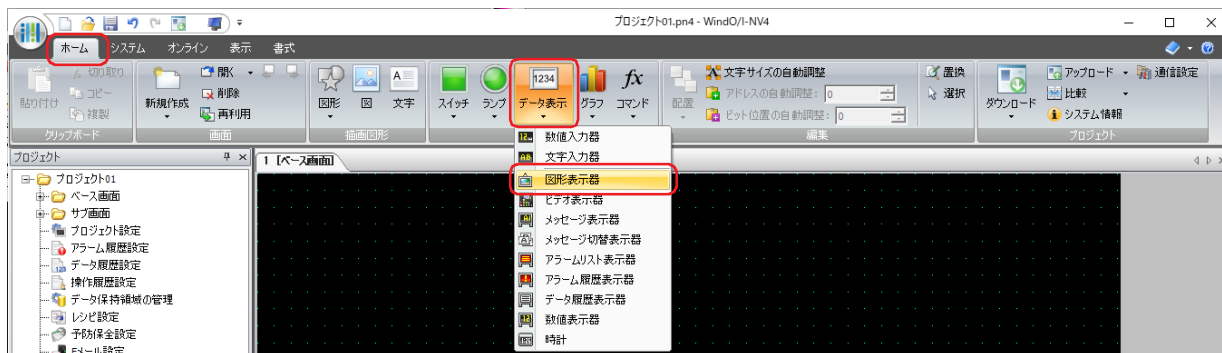 プロジェクト01.pn4 - WindO/I-NV4
ホーム システム オンライン 表示 書式
切り取り
コピー
貼り付け
複製
クリップボード
新規作成
開く
削除
再利用
画面
図形 図 文字
描画図形
スイッチ ランプ データ表示 グラフ コマンド
1234
fx
配置
文字サイズの自動調整
アドレスの自動調整: 0
ビット位置の自動調整: 0
置換
選択
編集
ダウンロード
アップロード
比較
システム情報
通信設定
プロジェクト
数値入力器
文字入力器
図形表示器
ビデオ表示器
メッセージ表示器
メッセージ切替表示器
アラームリスト表示器
アラーム履歴表示器
データ履歴表示器
数値表示器
時計
プロジェクト
プロジェクト01
ベース画面
サブ画面
プロジェクト設定
アラーム履歴設定
データ履歴設定
操作履歴設定
データ保持領域の管理
レシピ設定
予防保全設定
Eメール設定
1 [ベース画面]